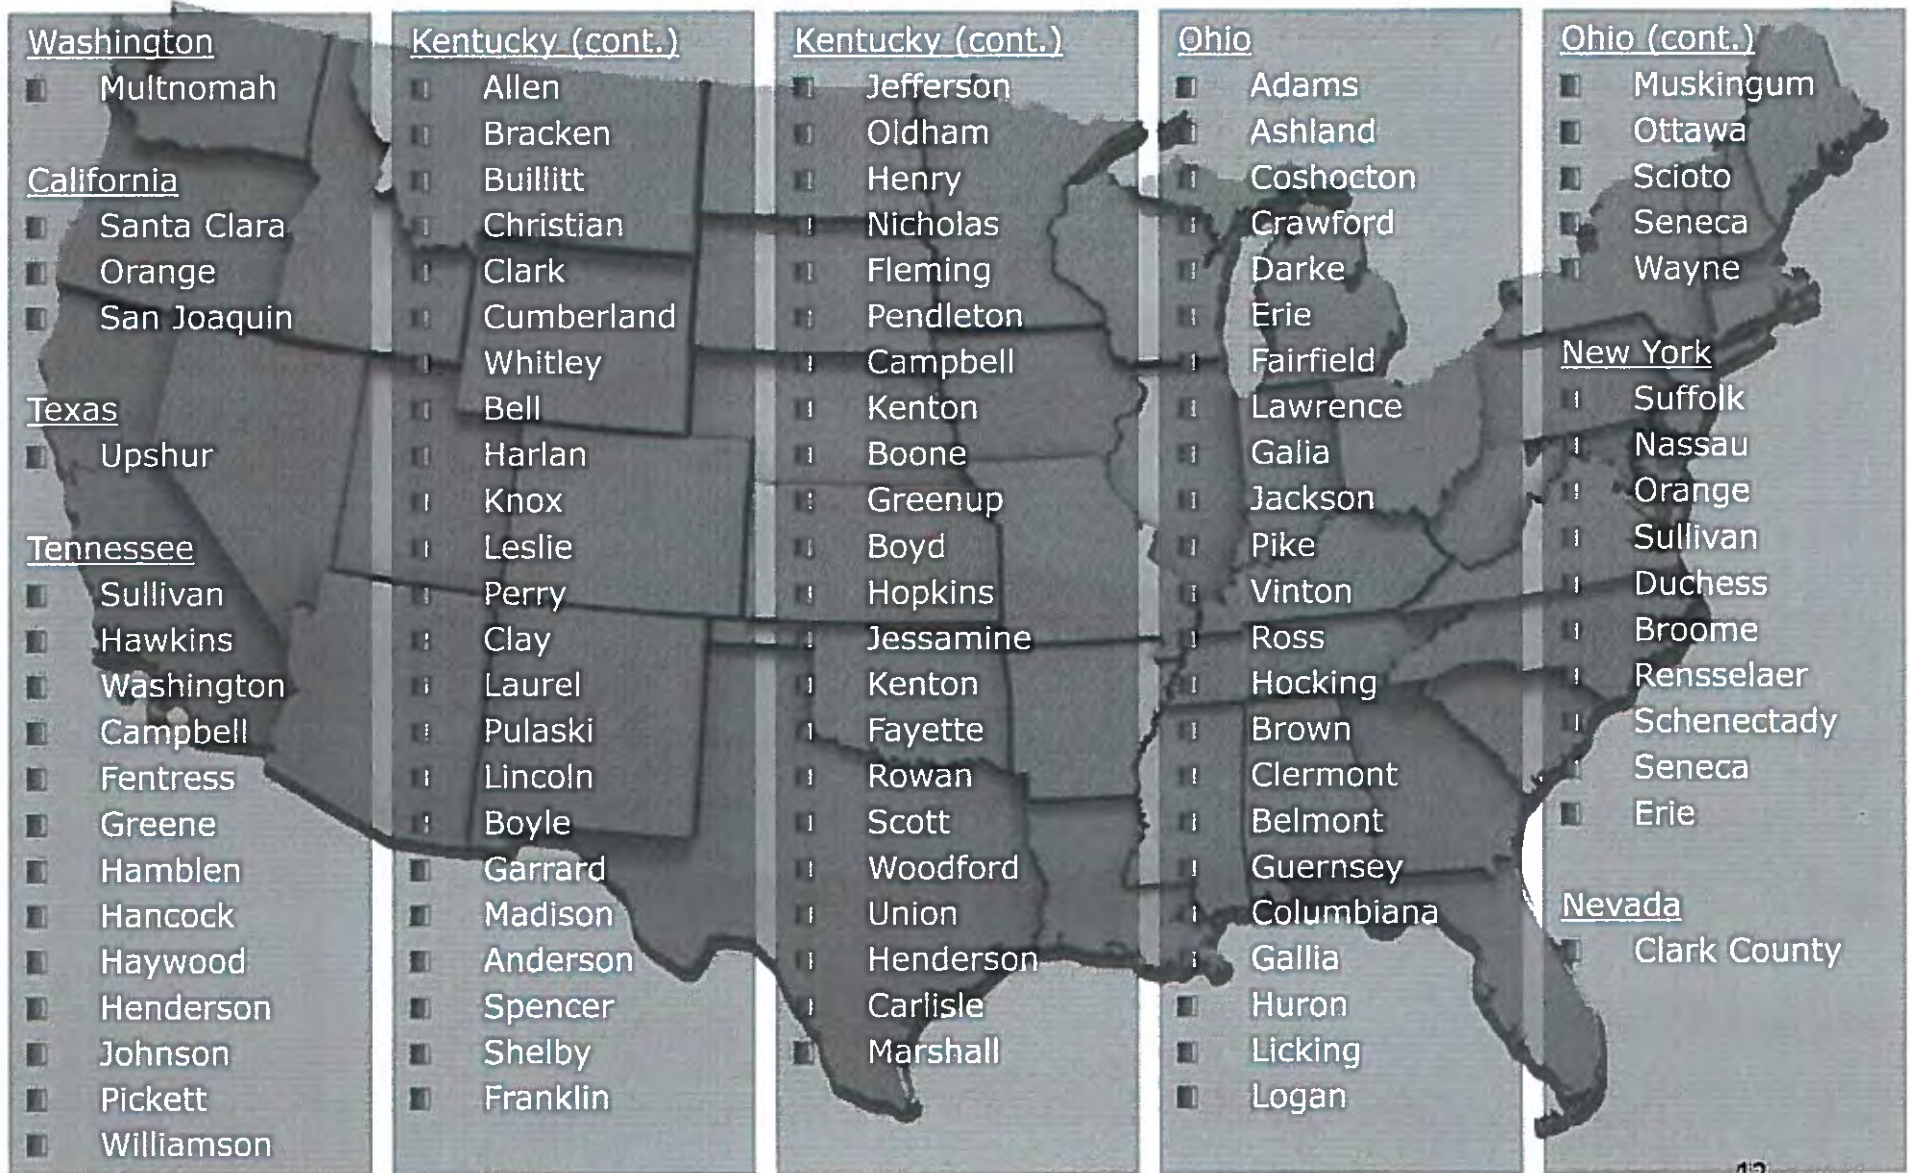 Washington
Multnomah
California
Santa Clara
Orange
San Joaquin
Texas
Upshur
Tennessee
Sullivan
Hawkins
Washington
Campbell
Fentress
Greene
Hamblen
Hancock
Haywood
Henderson
Johnson
Pickett
Williamson
Kentucky (cont.)
Allen
Bracken
Buillitt
Christian
Clark
Cumberland
Whitley
Bell
Harlan
Knox
Leslie
Perry
Clay
Laurel
Pulaski
Lincoln
Boyle
Garrard
Madison
Anderson
Spencer
Shelby
Franklin
Kentucky (cont.)
Jefferson
Oldham
Henry
Nicholas
Fleming
Pendleton
Campbell
Kenton
Boone
Greenup
Boyd
Hopkins
Jessamine
Kenton
Fayette
Rowan
Scott
Woodford
Union
Henderson
Carlisle
Marshall
Ohio
Adams
Ashland
Coshocton
Crawford
Darke
Erie
Fairfield
Lawrence
Galia
Jackson
Pike
Vinton
Ross
Hocking
Brown
Clermont
Belmont
Guernsey
Columbiana
Gallia
Huron
Licking
Logan
Ohio (cont.)
Muskingum
Ottawa
Scioto
Seneca
Wayne
New York
Suffolk
Nassau
Orange
Sullivan
Duchess
Broome
Rensselaer
Schenectady
Seneca
Erie
Nevada
Clark County